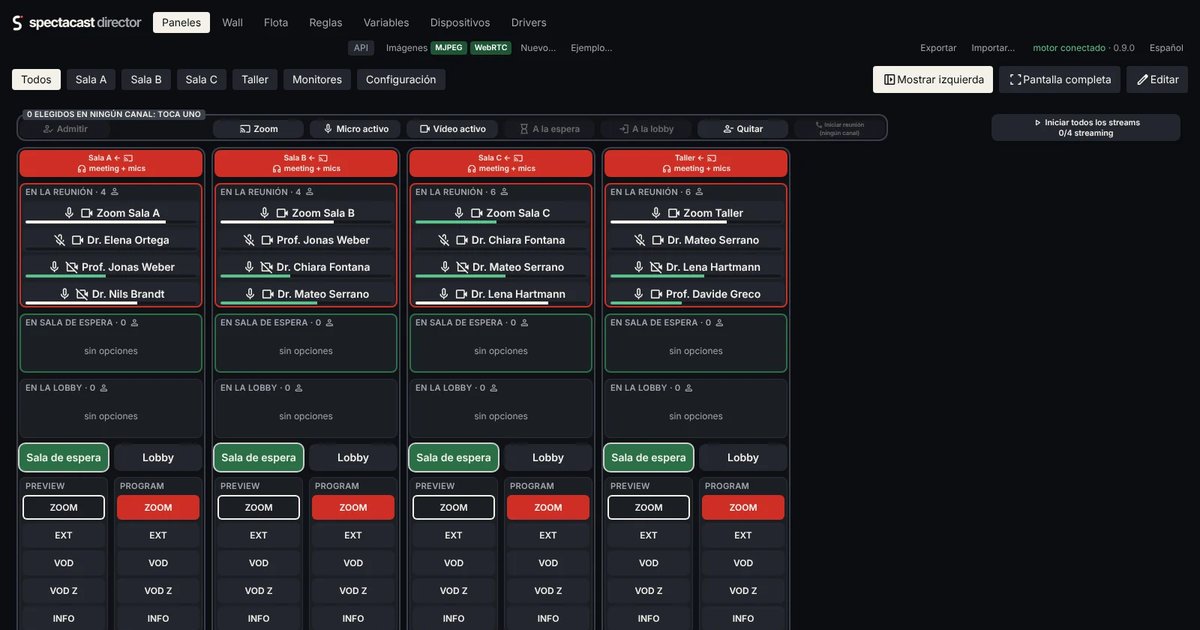 spectacast director Paneles Wall Flota Reglas Variables Dispositivos Drivers
API Imágenes MJPEG WebRTC Nuevo... Ejemplo... Exportar Importar... motor conectado · 0.9.0 Español
Todos Sala A Sala B Sala C Taller Monitores Configuración Mostrar izquierda Pantalla completa Editar
0 ELEGIDOS EN NINGÚN CANAL: TOCA UNO
Admitir Zoom Micro activo Vídeo activo A la espera A la lobby Quitar Iniciar reunión
(ningún canal)
Iniciar todos los streams
0/4 streaming
Sala A ← Sala B ← Sala C ← Taller ←
meeting + mics meeting + mics meeting + mics meeting + mics
EN LA REUNIÓN · 4 EN LA REUNIÓN · 4 EN LA REUNIÓN · 6 EN LA REUNIÓN · 6
Zoom Sala A Zoom Sala B Zoom Sala C Zoom Taller
Dr. Elena Ortega Prof. Jonas Weber Dr. Chiara Fontana Dr. Mateo Serrano
Prof. Jonas Weber Dr. Chiara Fontana Dr. Mateo Serrano Dr. Lena Hartmann
Dr. Nils Brandt Dr. Mateo Serrano Dr. Lena Hartmann Prof. Davide Greco
EN SALA DE ESPERA · 0 EN SALA DE ESPERA · 0 EN SALA DE ESPERA · 0 EN SALA DE ESPERA · 0
sin opciones sin opciones sin opciones sin opciones
EN LA LOBBY · 0 EN LA LOBBY · 0 EN LA LOBBY · 0 EN LA LOBBY · 0
sin opciones sin opciones sin opciones sin opciones
Sala de espera Lobby Sala de espera Lobby Sala de espera Lobby Sala de espera Lobby
PREVIEW PROGRAM PREVIEW PROGRAM PREVIEW PROGRAM PREVIEW PROGRAM
ZOOM ZOOM ZOOM ZOOM ZOOM ZOOM ZOOM ZOOM
EXT EXT EXT EXT EXT EXT EXT EXT
VOD VOD VOD VOD VOD VOD VOD VOD
VOD Z VOD Z VOD Z VOD Z VOD Z VOD Z VOD Z VOD Z
INFO INFO INFO INFO INFO INFO INFO INFO